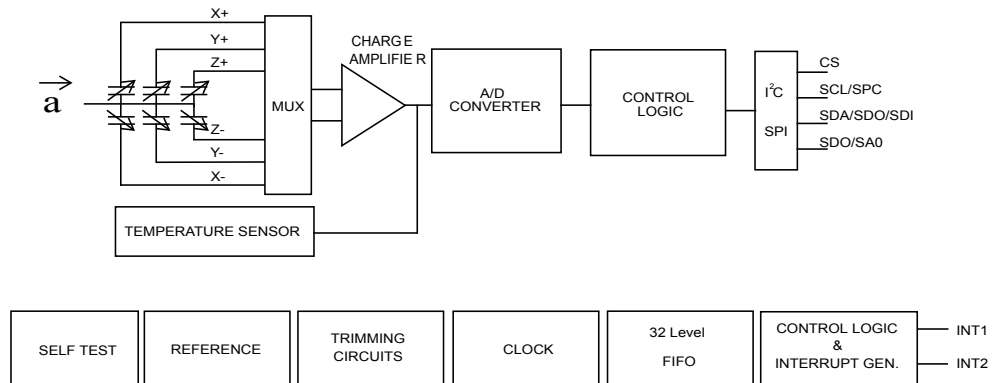 X+
Y+
Z+
a
Z-
Y-
X-
MUX
CHARGE
AMPLIFIER
A/D
CONVERTER
CONTROL
LOGIC
I²C
SPI
CS
SCL/SPC
SDA/SDO/SDI
SDO/SA0
TEMPERATURE SENSOR
SELF TEST
REFERENCE
TRIMMING
CIRCUITS
CLOCK
32 Level
FIFO
CONTROL LOGIC
&
INTERRUPT GEN.
INT1
INT2